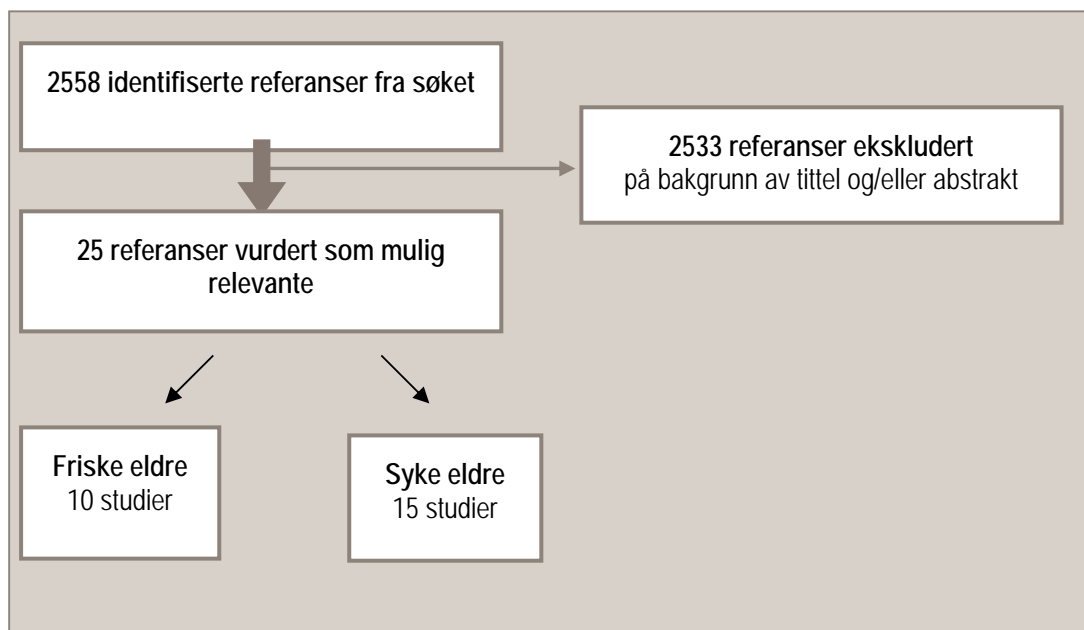 2558 identifiserte referanser fra søket
2533 referanser ekskludert
på bakgrunn av tittel og/eller abstrakt
25 referanser vurdert som mulig
relevante
Friske eldre
10 studier
Syke eldre
15 studier